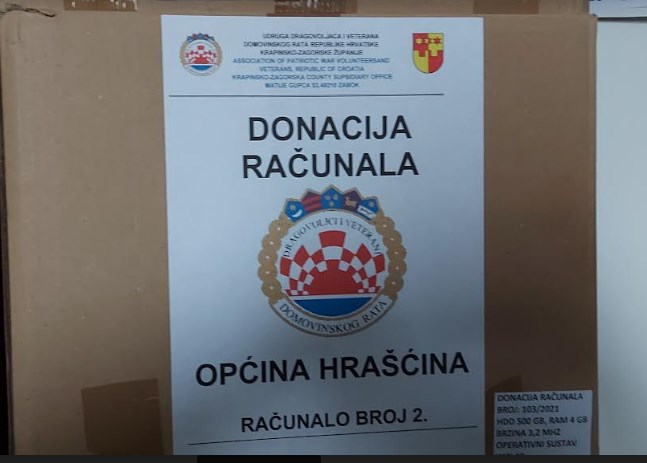 UDRUGA DRAGOVOLJACA I VETERANA
DOMOVINSKOG RATA REPUBLIKE HRVATSKE
KRAPINSKO-ZAGORSKE ŽUPANIJE
ASSOCIATION OF PATRIOTIC WAR VOLUNTEERSAND
VETERANS, REPUBLIC OF CROATIA
KRAPINSKO-ZAGORSKA COUNTY SUPSIDIARY OFFICE
MATIJE GUPCA 53,49210 ZABOK
DONACIJA
RAČUNALA
DRAGOVOLJCI I VETERANI
DOMOVINSKOG RATA
OPĆINA HRAŠĆINA
RAČUNALO BROJ 2.
DONACIJA RAČUNALA
BROJ: 103/2021
HDD 500 GB, RAM 4 GB
BRZINA 3,2 MHZ
OPERATIVNI SUSTAV